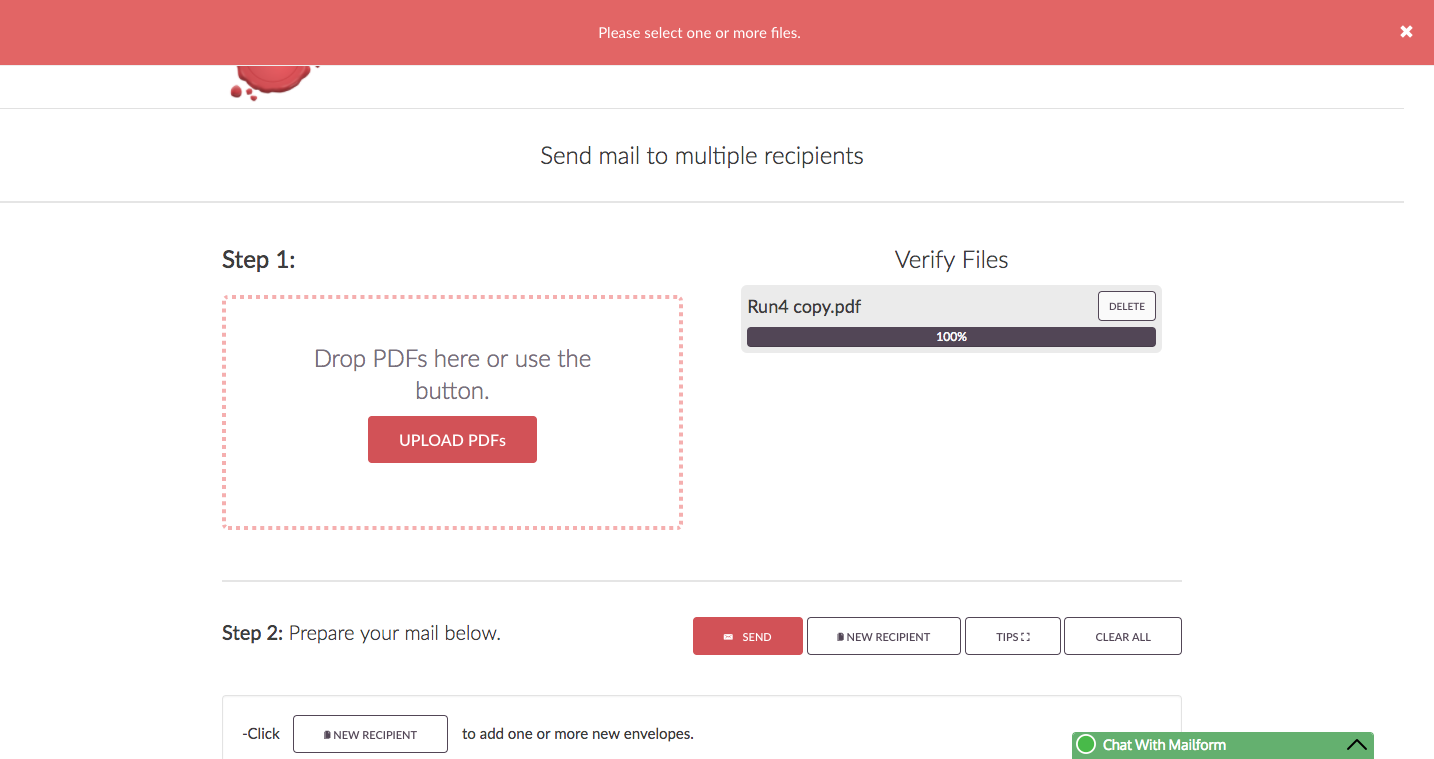 Please select one or more files.
Send mail to multiple recipients
Step 1:
Drop PDFs here or use the
button.
UPLOAD PDFs
Verify Files
Run4 copy.pdf
DELETE
100%
Step 2: Prepare your mail below.
SEND
NEW RECIPIENT
TIPS
CLEAR ALL
-Click NEW RECIPIENT to add one or more new envelopes.
Chat With Mailform